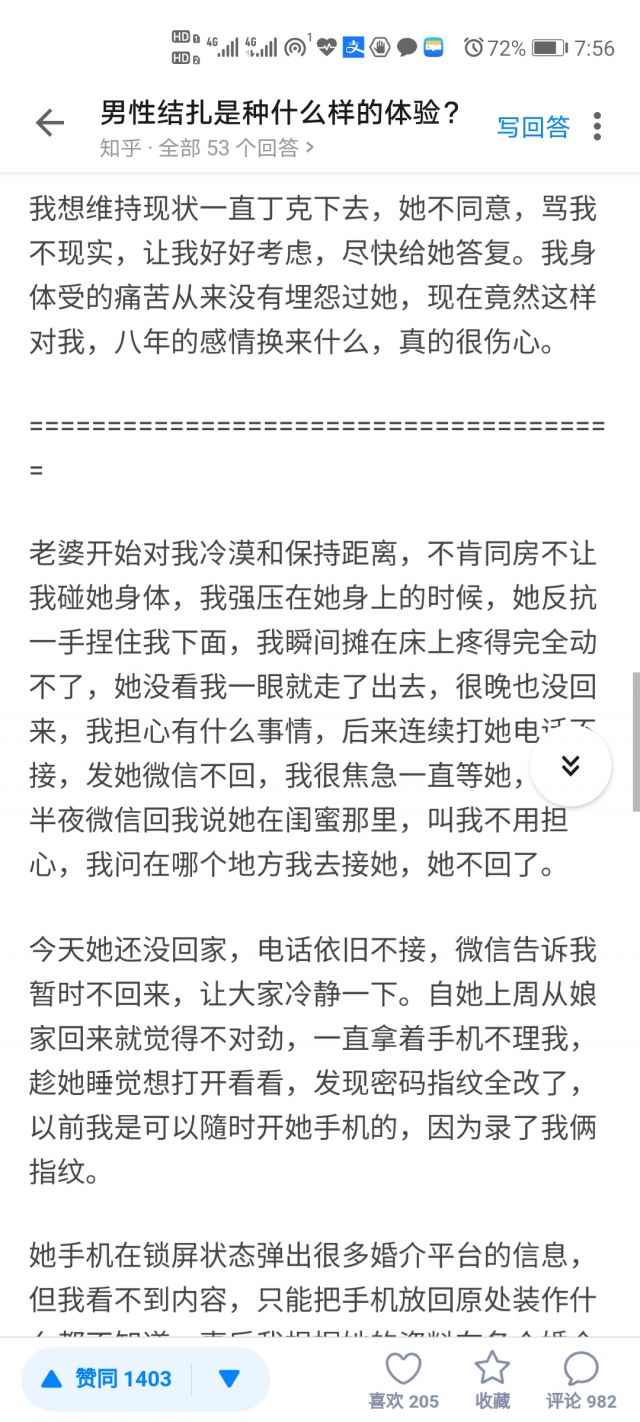 HD 1 4G 4G 1 72% 7:56
HD 2
男性结扎是种什么样的体验？
写回答
知乎 · 全部 53 个回答 >
我想维持现状一直丁克下去，她不同意，骂我
不现实，让我好好考虑，尽快给她答复。我身
体受的痛苦从来没有埋怨过她，现在竟然这样
对我，八年的感情换来什么，真的很伤心。
=====================================
=
老婆开始对我冷漠和保持距离，不肯同房不让
我碰她身体，我强压在她身上的时候，她反抗
一手捏住我下面，我瞬间摊在床上疼得完全动
不了，她没看我一眼就走了出去，很晚也没回
来，我担心有什么事情，后来连续打她电话不
接，发她微信不回，我很焦急一直等她，
半夜微信回我说她在闺蜜那里，叫我不用担
心，我问在哪个地方我去接她，她不回了。
今天她还没回家，电话依旧不接，微信告诉我
暂时不回来，让大家冷静一下。自她上周从娘
家回来就觉得不对劲，一直拿着手机不理我，
趁她睡觉想打开看看，发现密码指纹全改了，
以前我是可以隨时开她手机的，因为录了我俩
指纹。
她手机在锁屏状态弹出很多婚介平台的信息，
但我看不到内容，只能把手机放回原处装作什
赞同 1403
喜欢 205
收藏
评论 982